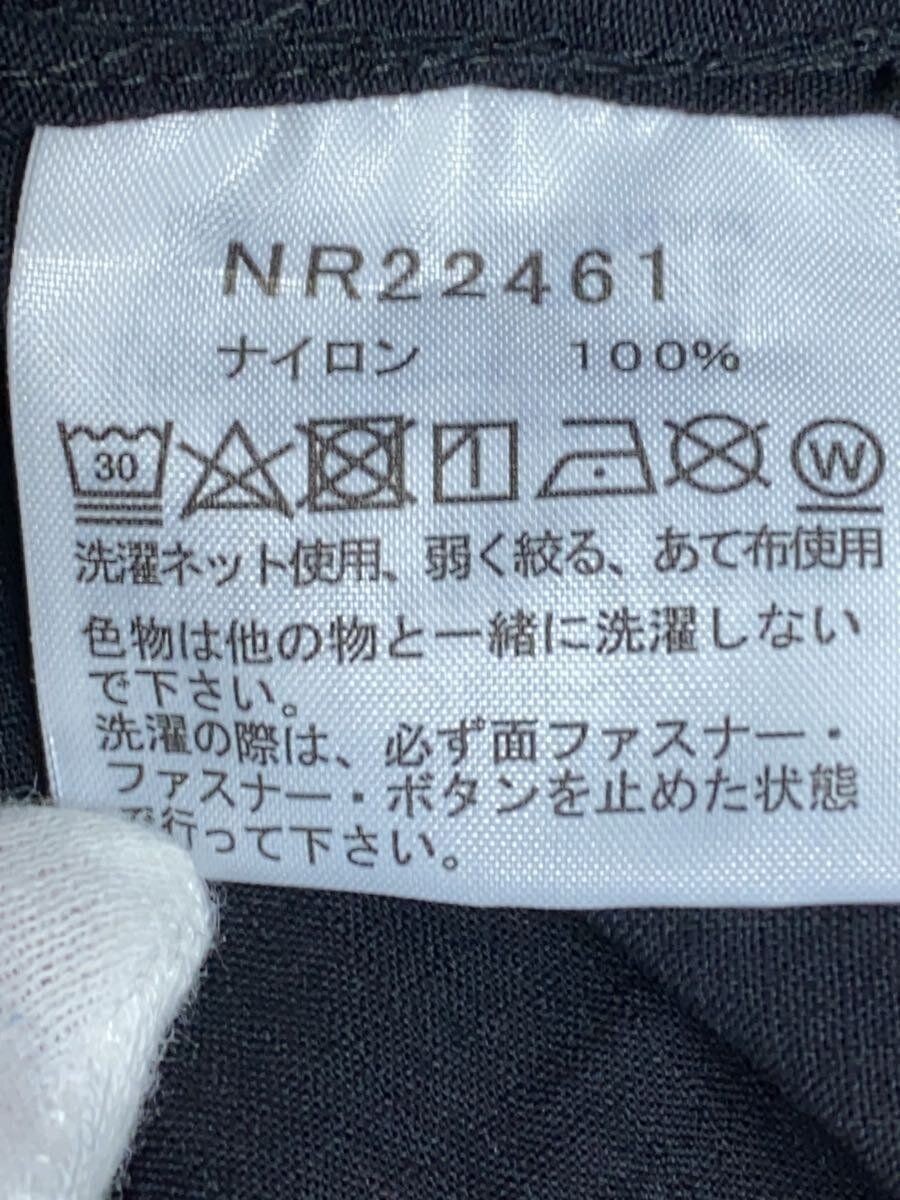 NR22461
ナイロン 100%
30 W
洗濯ネット使用、弱く絞る、あて布使用
色物は他の物と一緒に洗濯しない
で下さい。
洗濯の際は、必ず面ファスナー・
ファスナー・ボタンを止めた状態
で行って下さい。